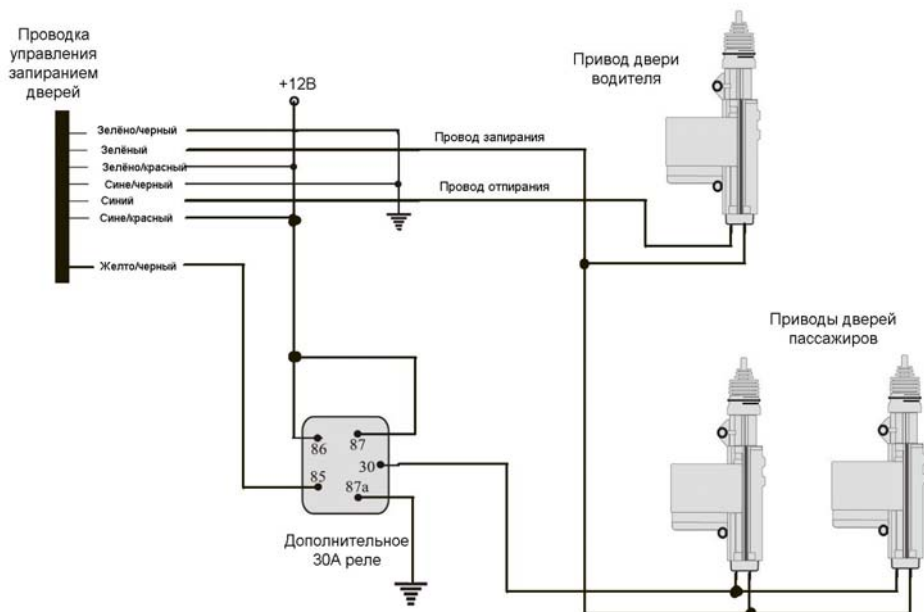 Проводка
управления
запиранием
дверей
+12В
Привод двери
водителя
Зелёно/черный
Зелёный
Провод запирания
Зелёно/красный
Сине/черный
Синий
Провод отпирания
Сине/красный
Желто/черный
Приводы дверей
пассажиров
86
87
30
85
87a
Дополнительное
30А реле